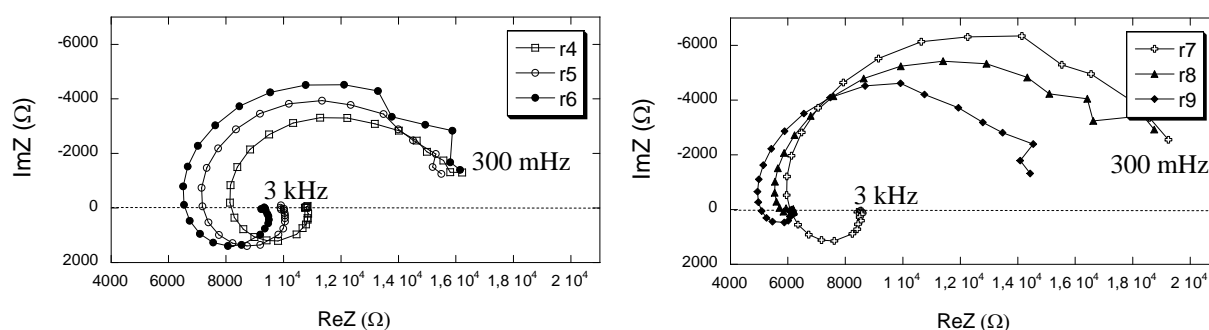 -6000
-4000
-2000
0
2000
ImZ (Ω)
r4
r5
r6
3 kHz
300 mHz
4000 6000 8000 1 10⁴ 1,2 10⁴ 1,4 10⁴ 1,6 10⁴ 1,8 10⁴ 2 10⁴
ReZ (Ω)
-6000
-4000
-2000
0
2000
ImZ (Ω)
r7
r8
r9
3 kHz
300 mHz
4000 6000 8000 1 10⁴ 1,2 10⁴ 1,4 10⁴ 1,6 10⁴ 1,8 10⁴ 2 10⁴
ReZ (Ω)